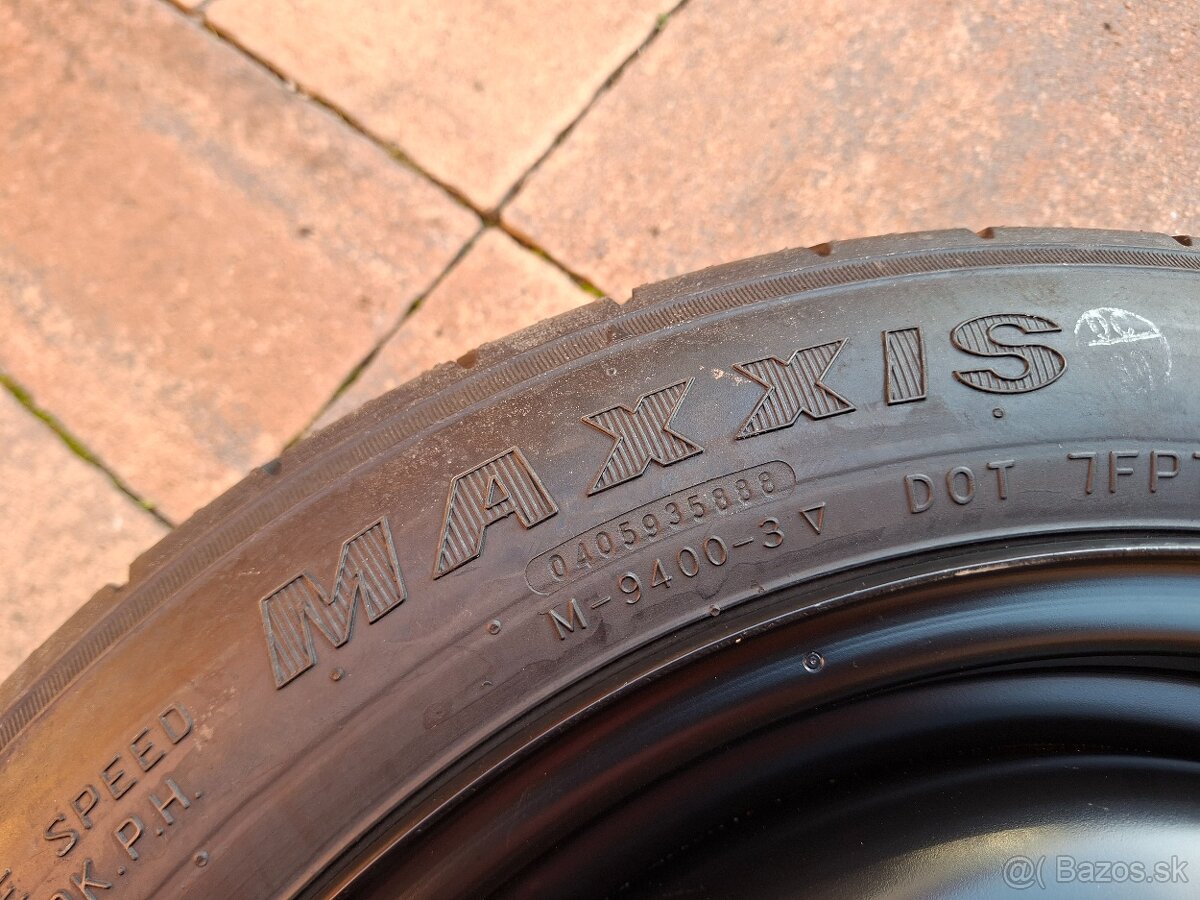 MAXXIS
0405935888
M-9400-3
DOT 7FP
SPEED
K.P.H.
@( Bazos.sk